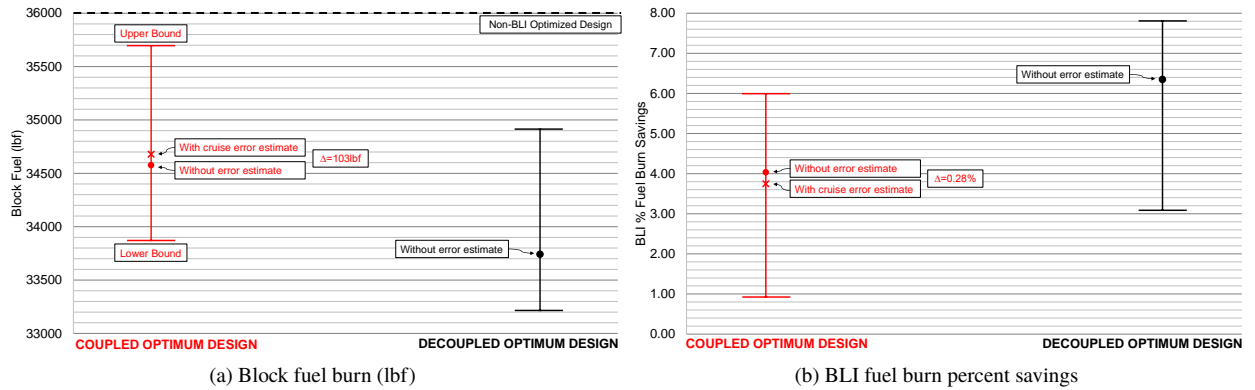 36000
35500
35000
34500
34000
33500
33000
Block Fuel (lbf)
Non-BLI Optimized Design
Upper Bound
With cruise error estimate
Δ=103lbf
Without error estimate
Lower Bound
Without error estimate
COUPLED OPTIMUM DESIGN
DECOUPLED OPTIMUM DESIGN
(a) Block fuel burn (lbf)
8.00
7.00
6.00
5.00
4.00
3.00
2.00
1.00
0.00
BLI % Fuel Burn Savings
Without error estimate
Without error estimate
Δ=0.28%
With cruise error estimate
COUPLED OPTIMUM DESIGN
DECOUPLED OPTIMUM DESIGN
(b) BLI fuel burn percent savings